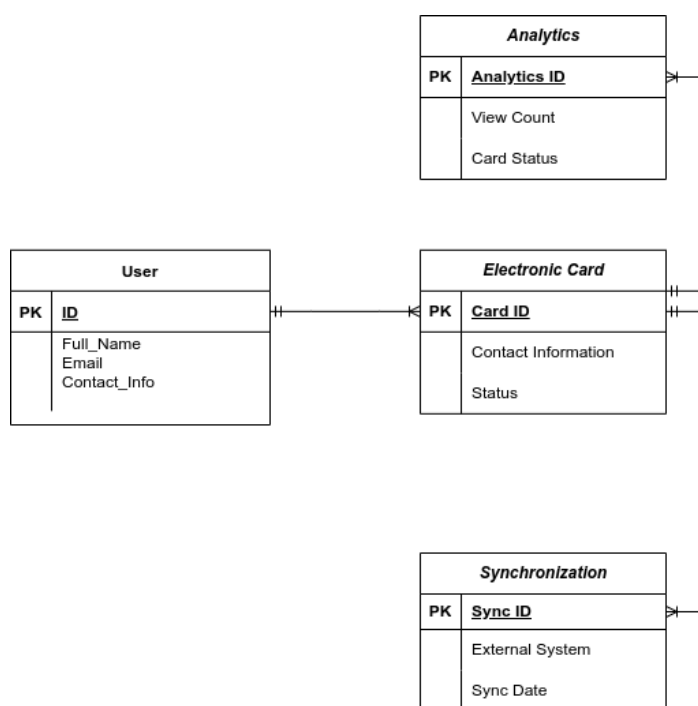 Analytics
PK Analytics ID
View Count
Card Status
User
PK ID
Full_Name
Email
Contact_Info
Electronic Card
PK Card ID
Contact Information
Status
Synchronization
PK Sync ID
External System
Sync Date